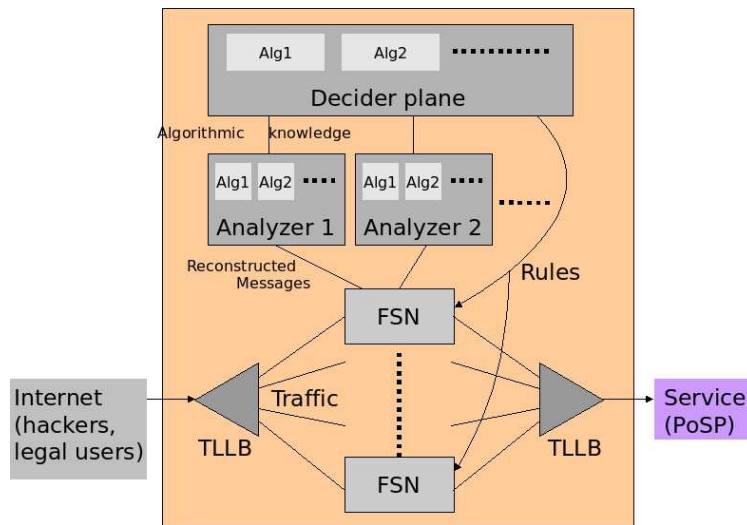 Alg1 Alg2
Decider plane
Algorithmic knowledge
Alg1 Alg2 Alg1 Alg2
Analyzer 1 Analyzer 2
Reconstructed
Messages
Rules
FSN
Internet
(hackers,
legal users)
Traffic
TLLB
TLLB
Service
(PoSP)
FSN